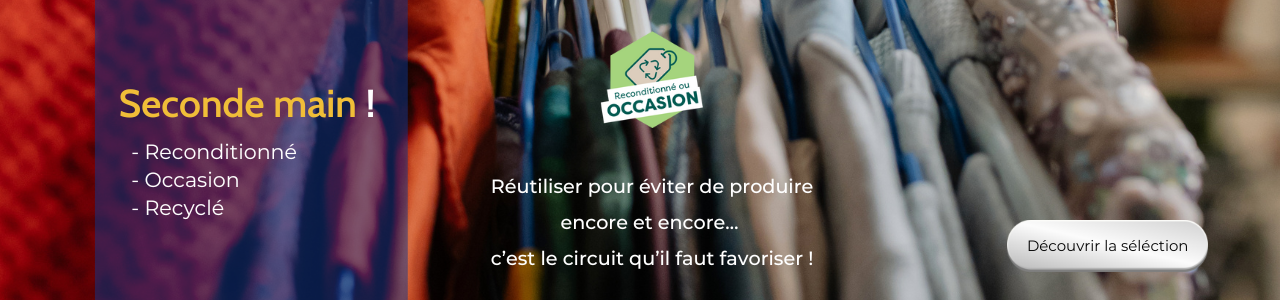 Seconde main !
- Reconditionné
- Occasion
- Recyclé
Reconditionné ou
OCCASION
Réutiliser pour éviter de produire
encore et encore...
c'est le circuit qu'il faut favoriser !
Découvrir la séléction